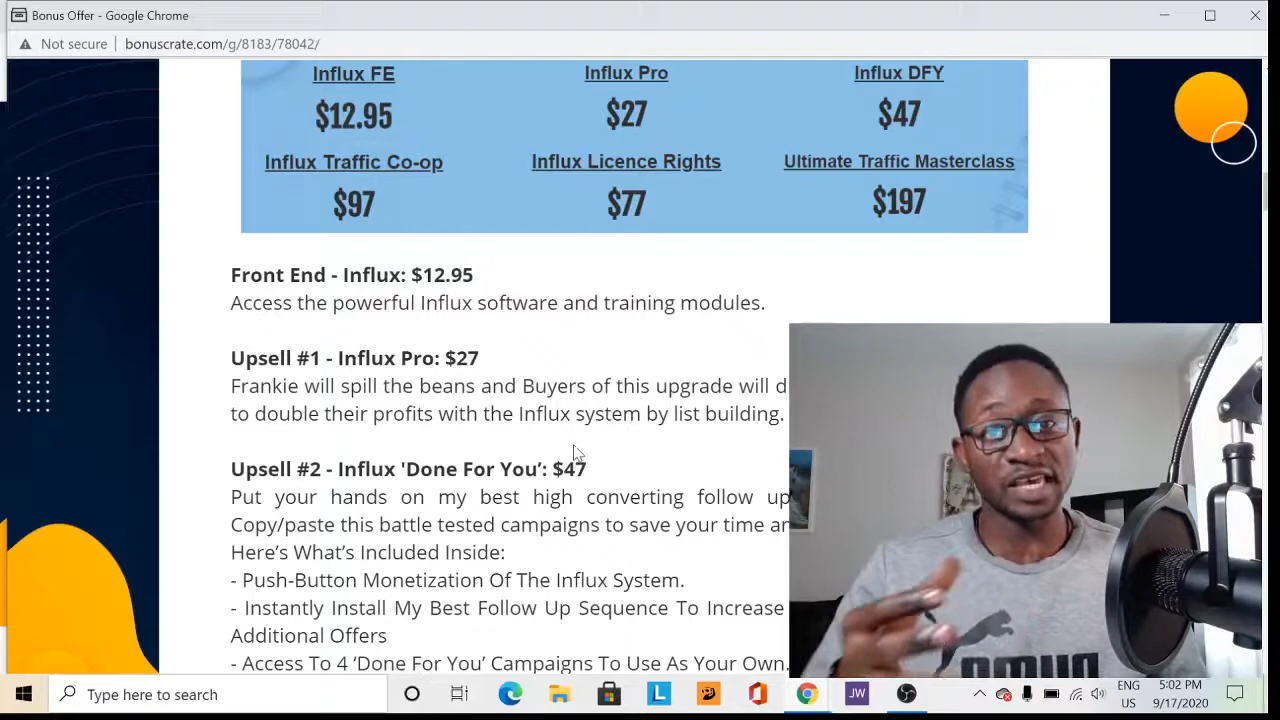 Bonus Offer - Google Chrome
Not secure
bonuscrate.com/g/8183/78042/
Influx FE
Influx Pro
Influx DFY
$12.95
$27
$47
Influx Traffic Co-op
Influx Licence Rights
Ultimate Traffic Masterclass
$97
$77
$197
Front End - Influx: $12.95
Access the powerful Influx software and training modules.
Upsell #1 - Influx Pro: $27
Frankie will spill the beans and Buyers of this upgrade will
to double their profits with the Influx system by list building.
Upsell #2 - Influx 'Done For You’: $47
Put your hands on my best high converting follow up
Copy/paste this battle tested campaigns to save your time
Here’s What’s Included Inside:
- Push-Button Monetization Of The Influx System.
- Instantly Install My Best Follow Up Sequence To Increase
Additional Offers
- Access To 4 ‘Done For You’ Campaigns To Use As Your Own.
Type here to search
L
JW
ENG
US
5:02 PM
9/17/2020